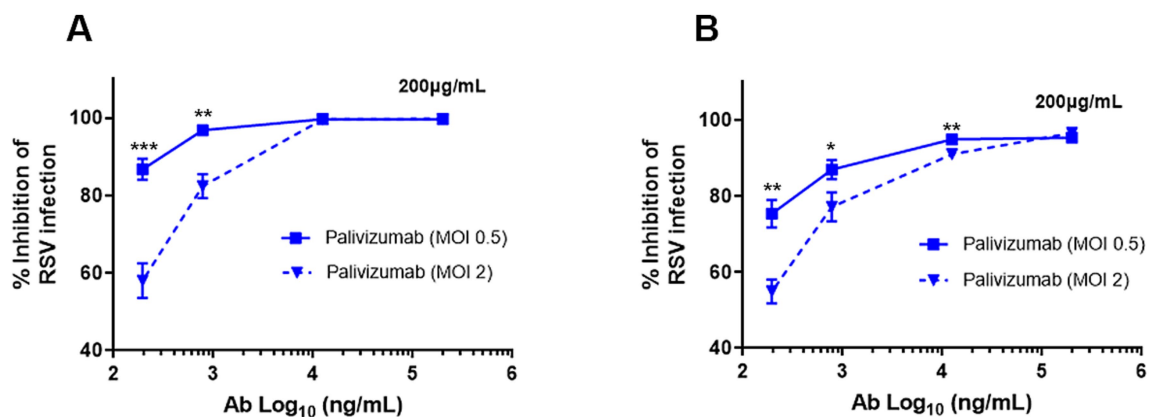 A
200µg/mL
% Inhibition of
RSV infection
100
80
60
40
***
**
Palivizumab (MOI 0.5)
Palivizumab (MOI 2)
2 3 4 5 6
Ab Log10 (ng/mL)
B
200µg/mL
% Inhibition of
RSV infection
100
80
60
40
**
*
**
Palivizumab (MOI 0.5)
Palivizumab (MOI 2)
2 3 4 5 6
Ab Log10 (ng/mL)